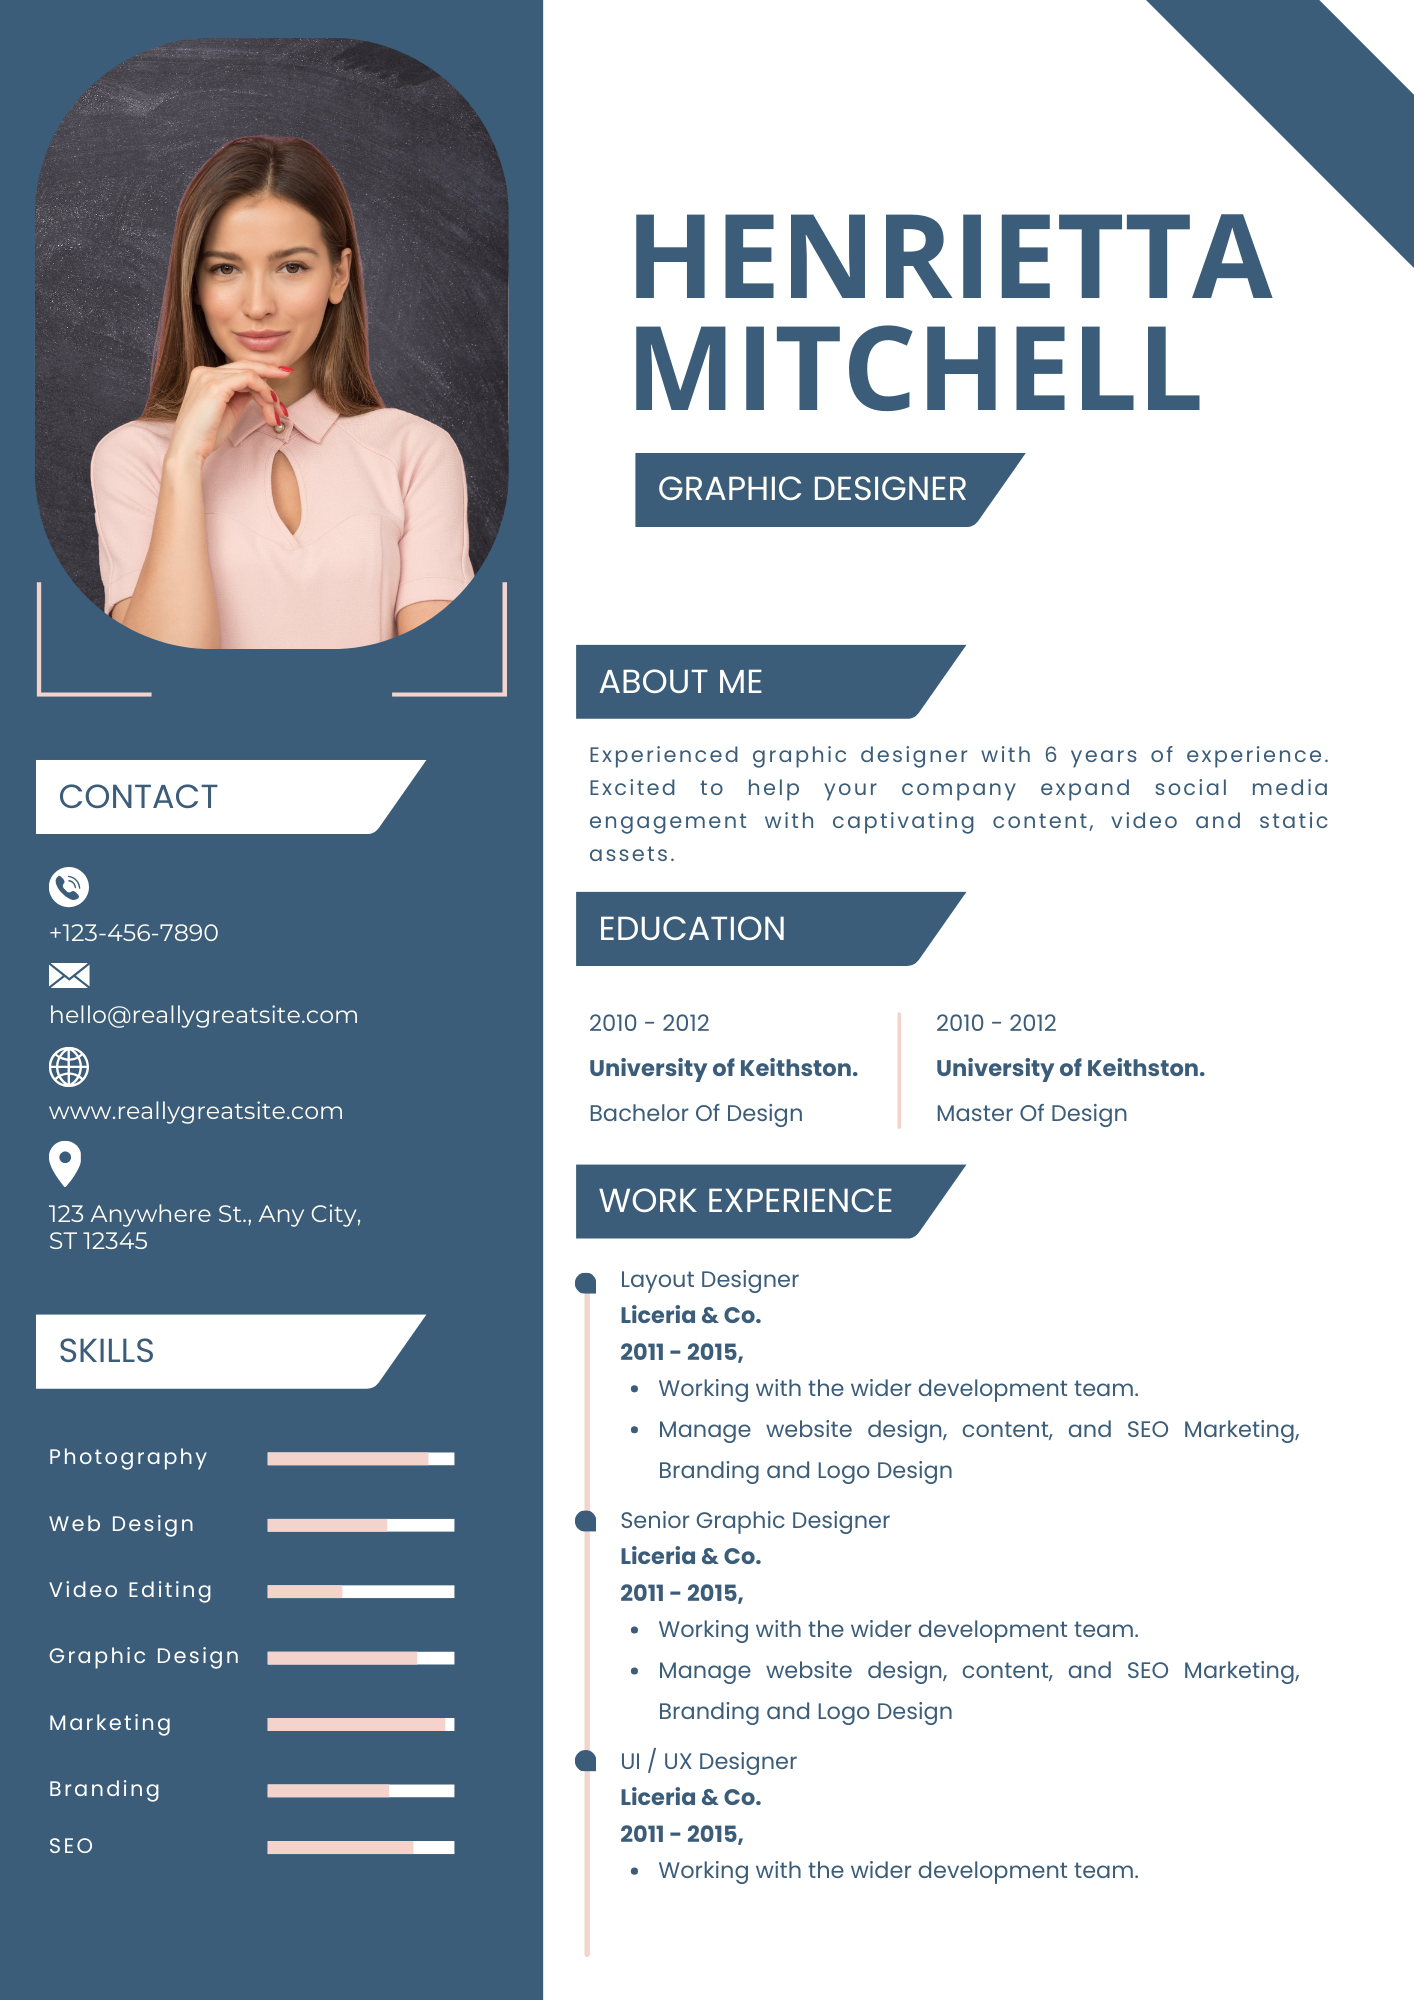 HENRIETTA
MITCHELL
GRAPHIC DESIGNER
CONTACT
+123-456-7890
hello@reallygreatsite.com
www.reallygreatsite.com
123 Anywhere St., Any City,
ST 12345
SKILLS
Photography
Web Design
Video Editing
Graphic Design
Marketing
Branding
SEO
ABOUT ME
Experienced graphic designer with 6 years of experience.
Excited to help your company expand social media
engagement with captivating content, video and static
assets.
EDUCATION
2010 - 2012
University of Keithston.
Bachelor Of Design
2010 - 2012
University of Keithston.
Master Of Design
WORK EXPERIENCE
Layout Designer
Liceria & Co.
2011 - 2015,
• Working with the wider development team.
• Manage website design, content, and SEO Marketing,
Branding and Logo Design
Senior Graphic Designer
Liceria & Co.
2011 - 2015,
• Working with the wider development team.
• Manage website design, content, and SEO Marketing,
Branding and Logo Design
UI / UX Designer
Liceria & Co.
2011 - 2015,
• Working with the wider development team.